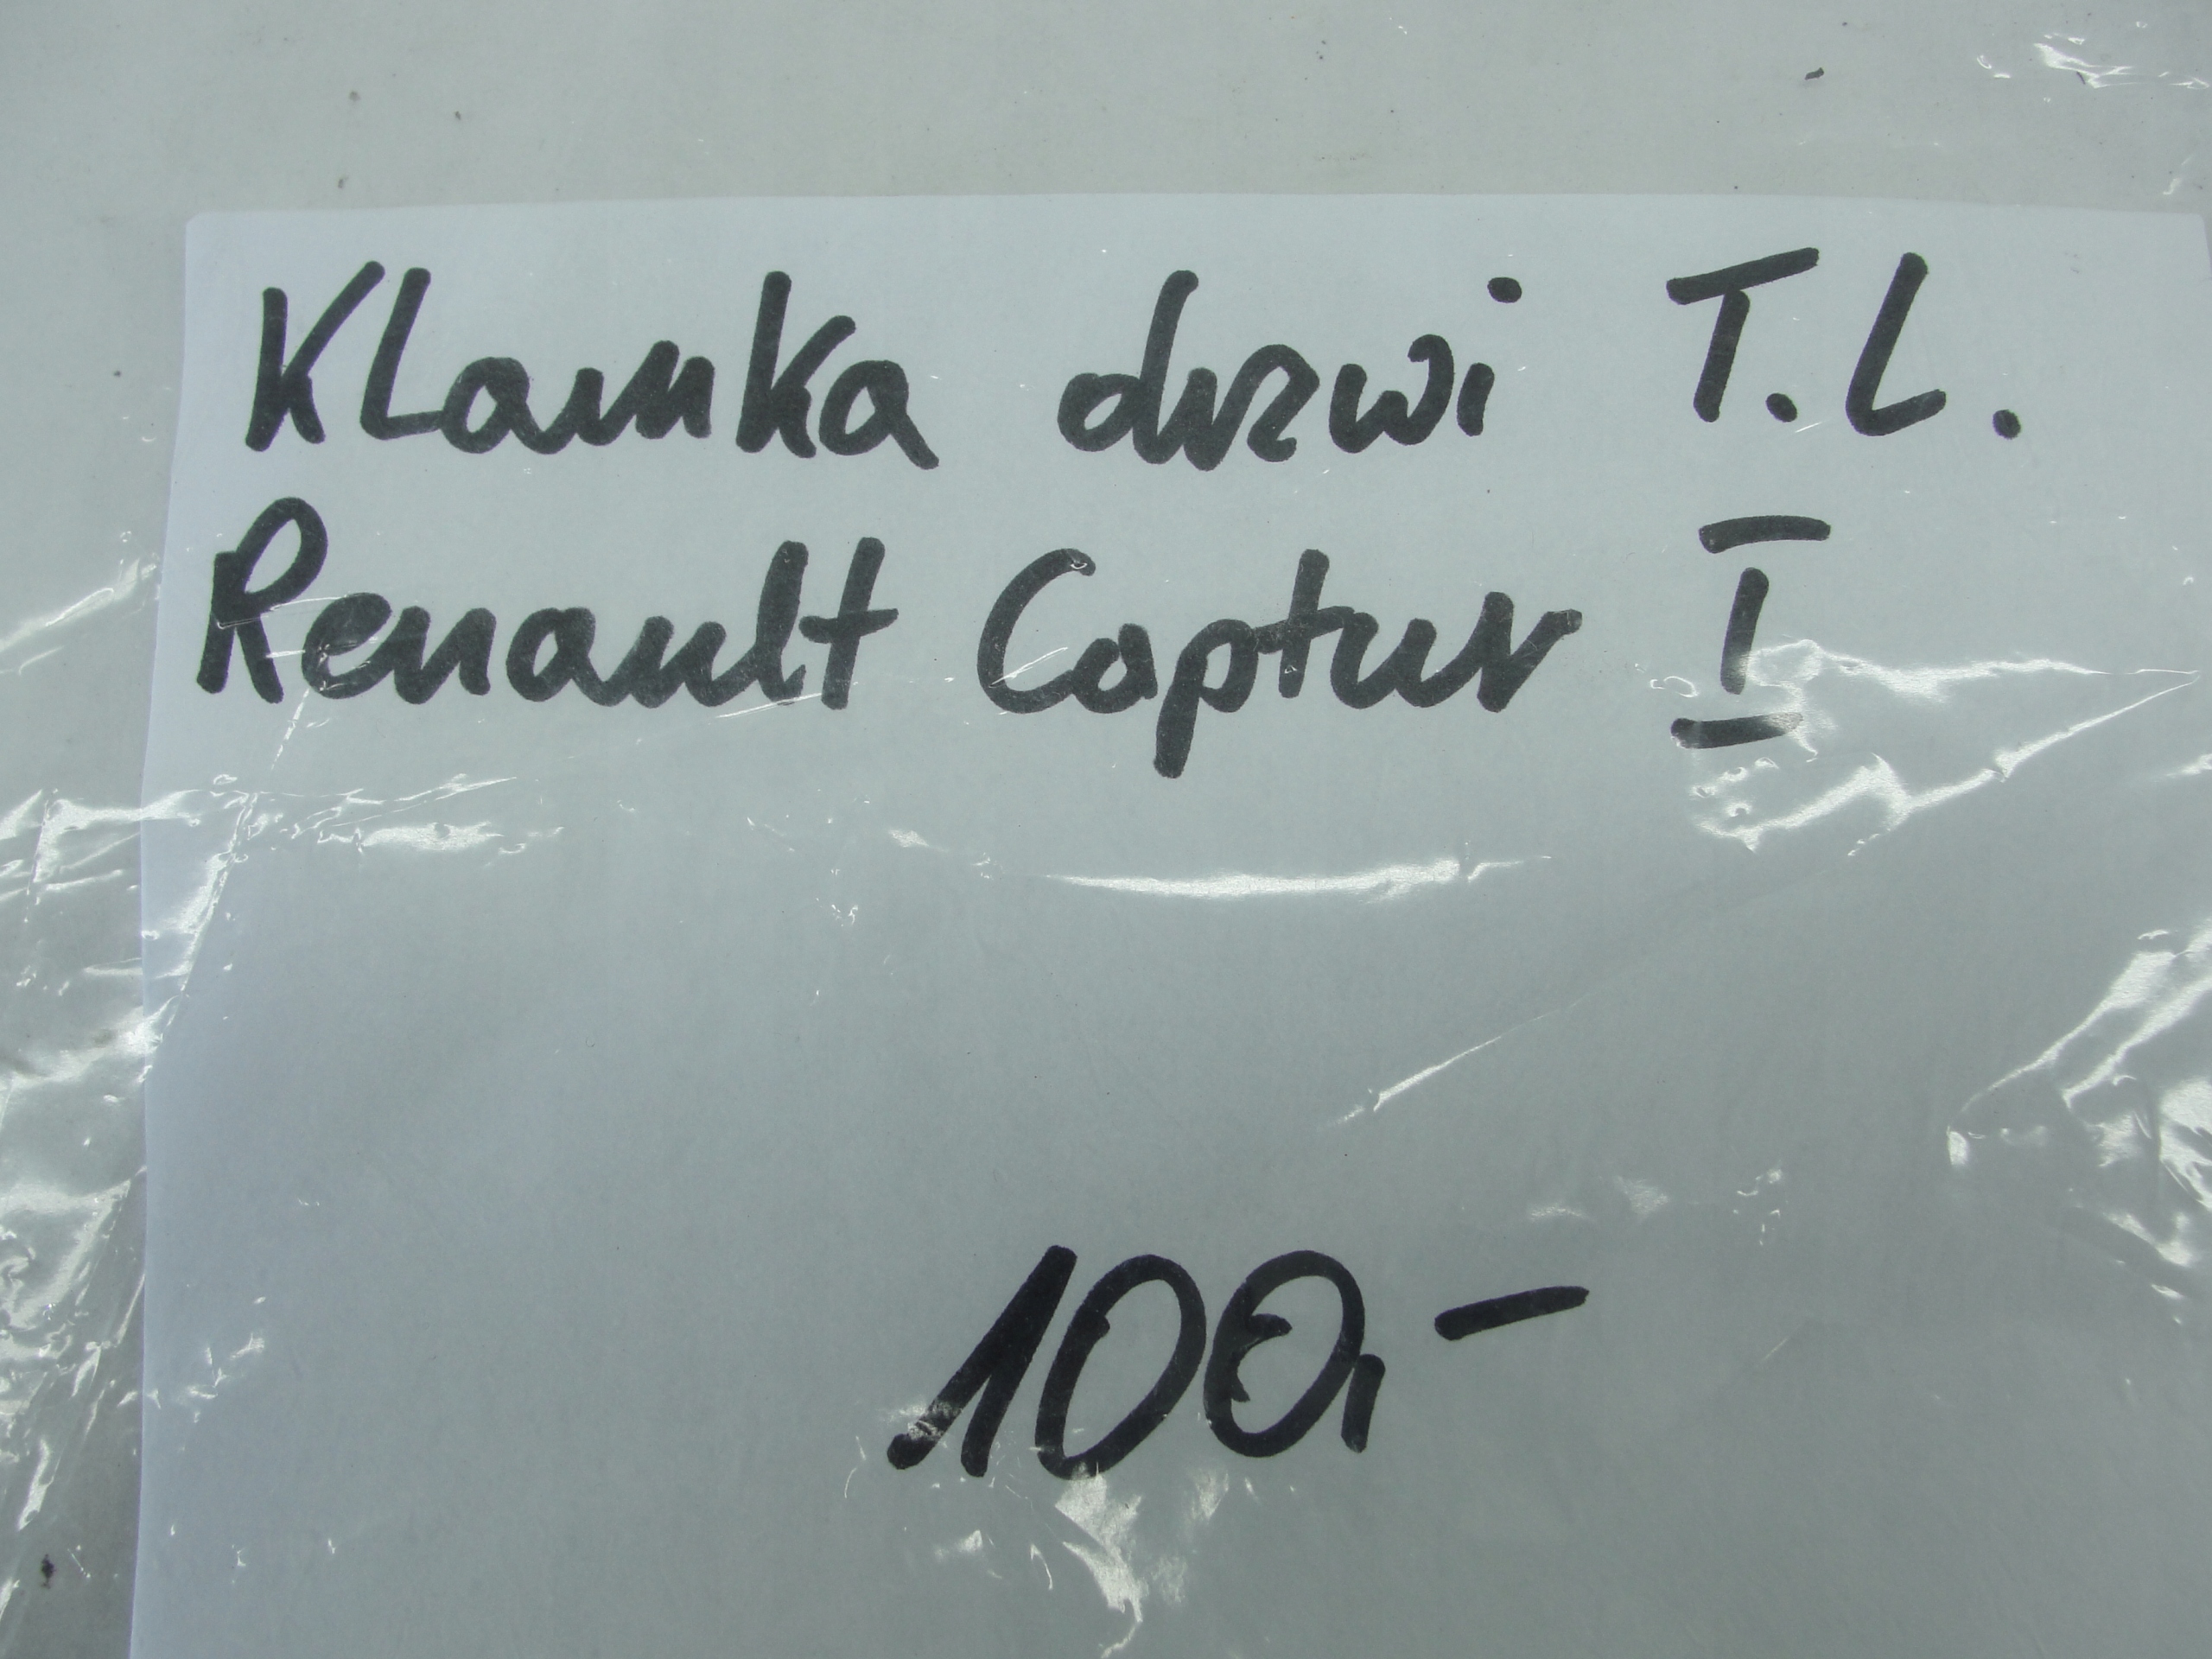 Klamka drzwi T.L.
Renault Captur I
100,-